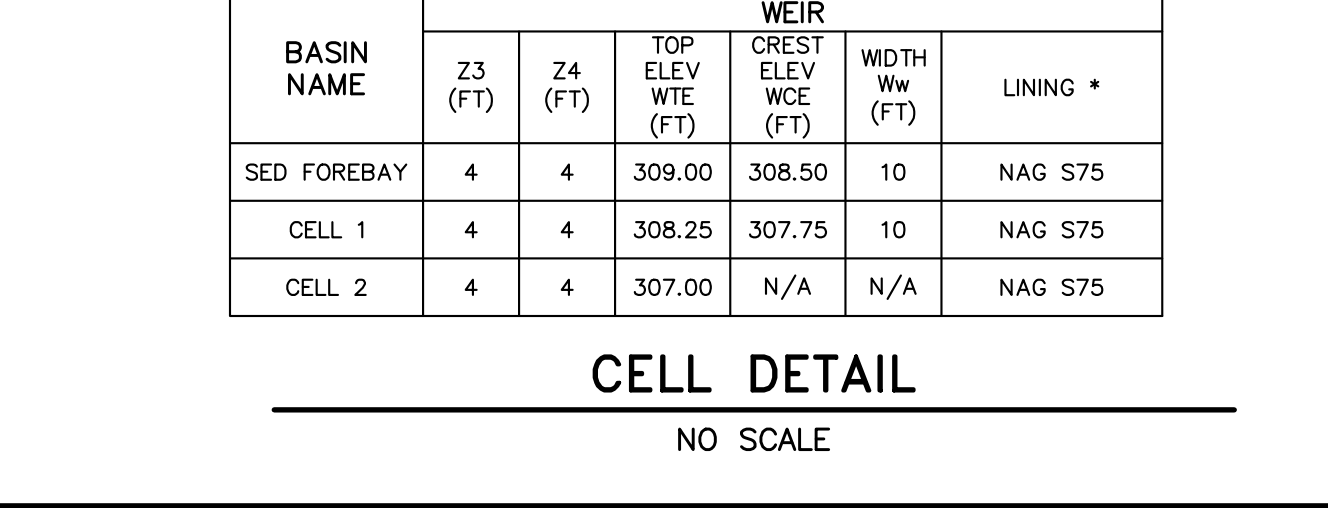 WEIR
BASIN NAME
Z3 (FT)
Z4 (FT)
TOP ELEV WTE (FT)
CREST ELEV WCE (FT)
WIDTH Ww (FT)
LINING *
SED FOREBAY 4 4 309.00 308.50 10 NAG S75
CELL 1 4 4 308.25 307.75 10 NAG S75
CELL 2 4 4 307.00 N/A N/A NAG S75
CELL DETAIL
NO SCALE